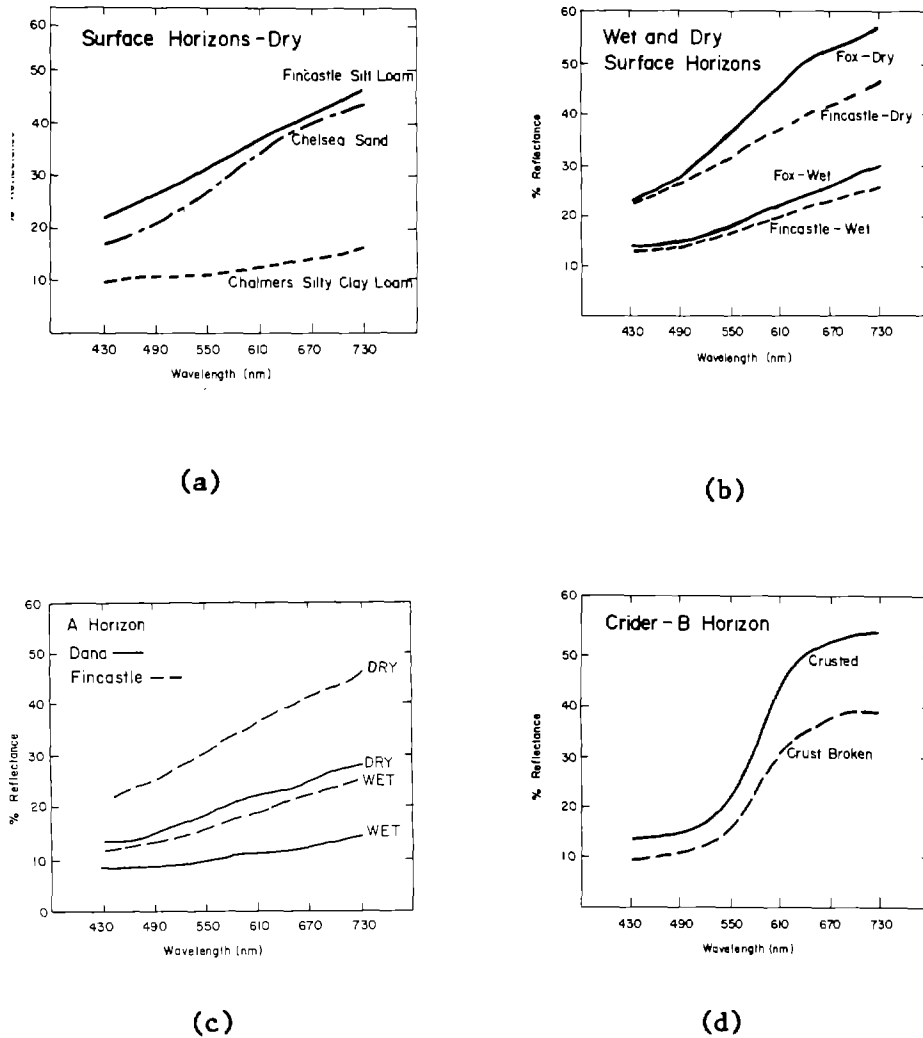 60
50
40
30
20
10
Surface Horizons-Dry
Fincastle Silt Loam
Chelsea Sand
Chalmers Silty Clay Loam
430 490 550 610 670 730
Wavelength (nm)
(a)
% Reflectance
60
50
40
30
20
10
Wet and Dry
Surface Horizons
Fox-Dry
Fincastle-Dry
Fox-Wet
Fincastle-Wet
430 490 550 610 670 730
Wavelength (nm)
(b)
% Reflectance
60
50
40
30
20
10
0
A Horizon
Dana
Fincastle
DRY
DRY
WET
WET
430 490 550 610 670 730
Wavelength (nm)
(c)
% Reflectance
60
50
40
30
20
10
Crider-B Horizon
Crusted
Crust Broken
430 490 550 610 670 730
Wavelength (nm)
(d)